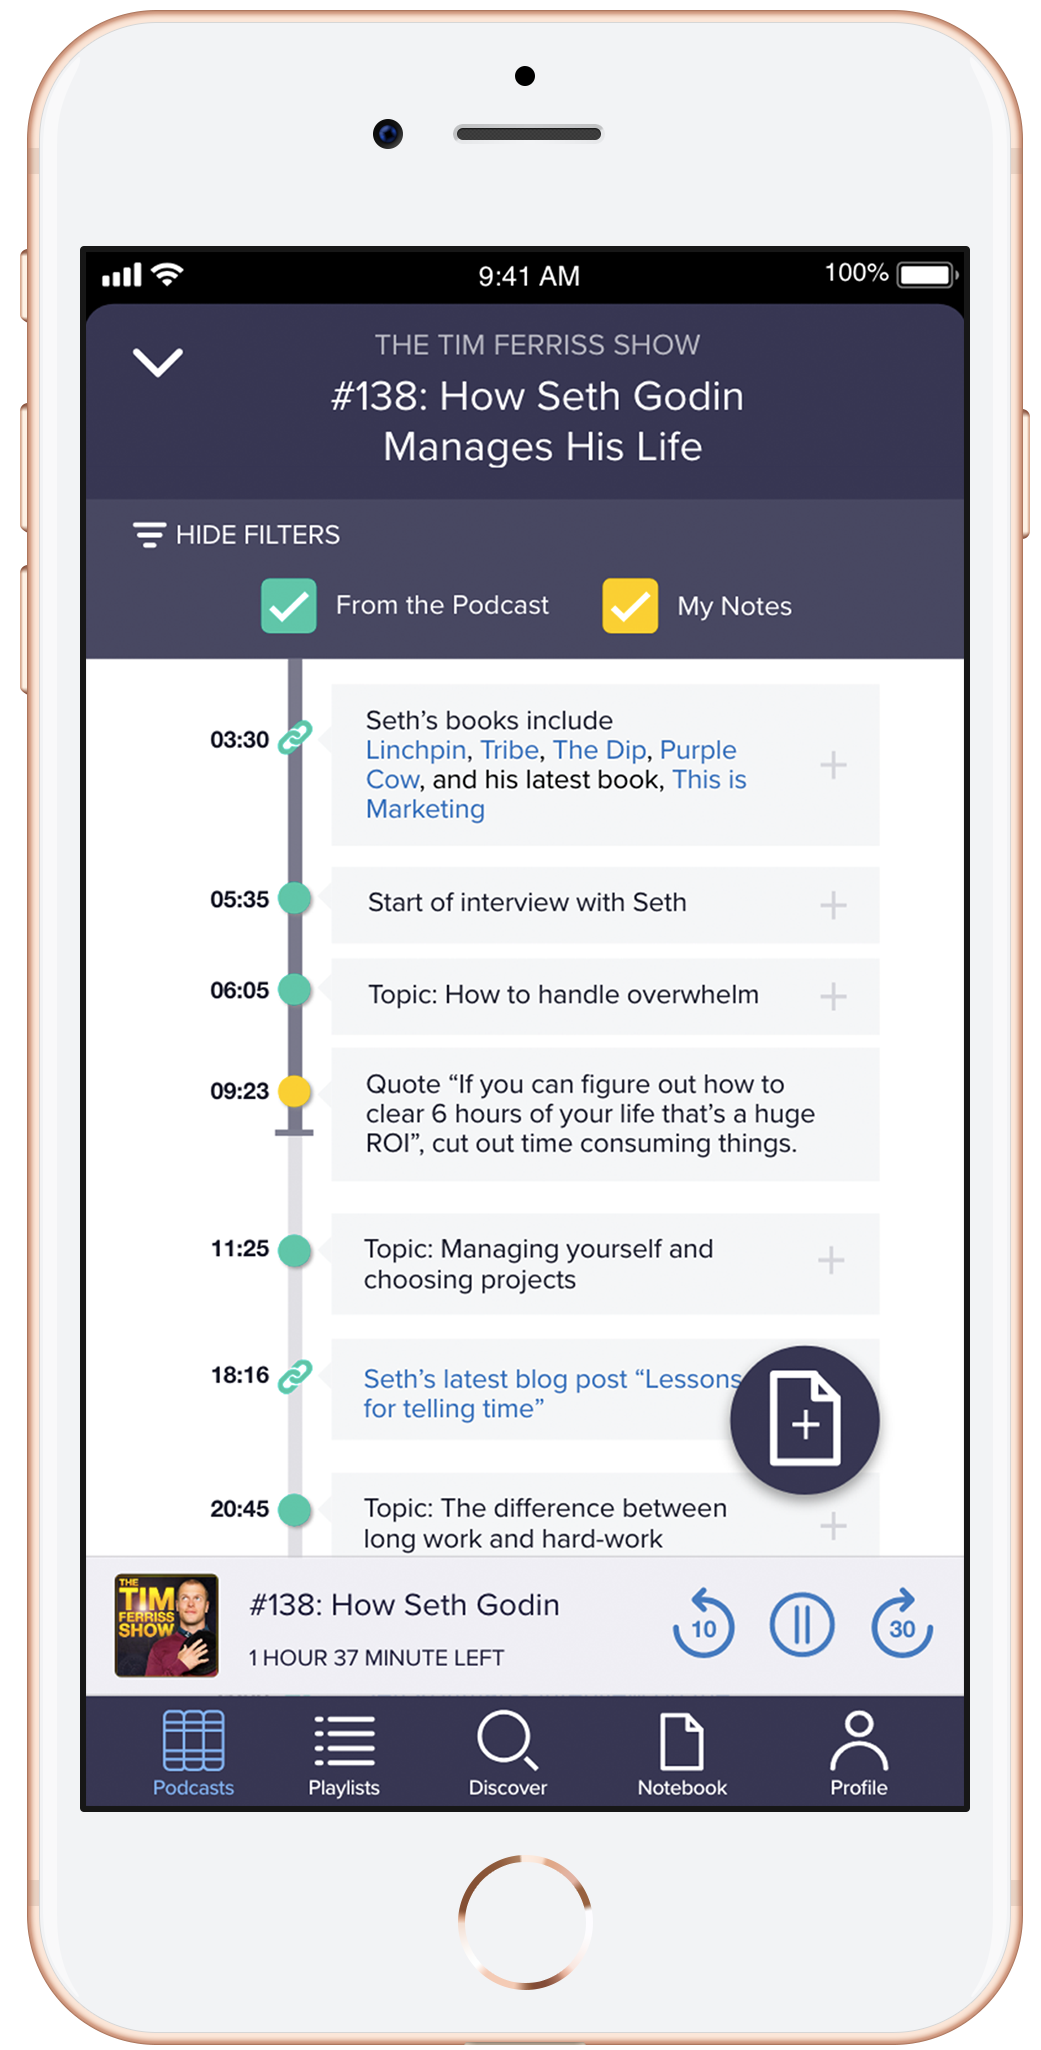 9:41 AM
100%
THE TIM FERRISS SHOW
#138: How Seth Godin
Manages His Life
HIDE FILTERS
From the Podcast
My Notes
03:30
Seth’s books include
Linchpin, Tribe, The Dip, Purple
Cow, and his latest book, This is
Marketing
05:35
Start of interview with Seth
06:05
Topic: How to handle overwhelm
09:23
Quote “If you can figure out how to
clear 6 hours of your life that’s a huge
ROI”, cut out time consuming things.
11:25
Topic: Managing yourself and
choosing projects
18:16
Seth’s latest blog post “Lessons
for telling time”
20:45
Topic: The difference between
long work and hard-work
THE
TIM
FERRISS
SHOW
#138: How Seth Godin
1 HOUR 37 MINUTE LEFT
10
30
Podcasts
Playlists
Discover
Notebook
Profile